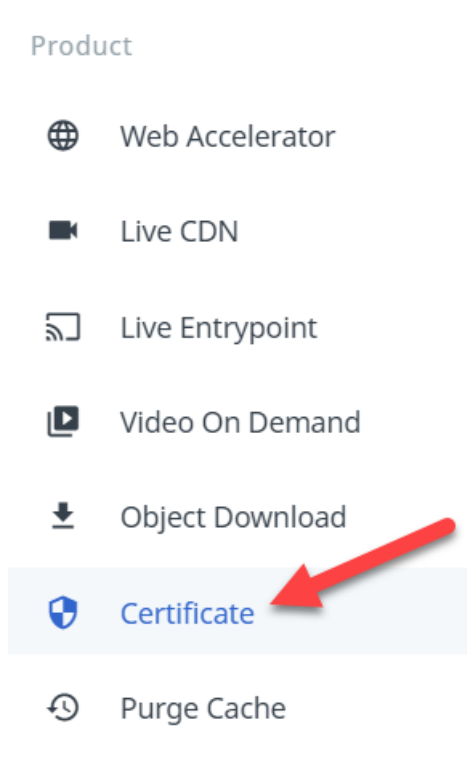 Product
Web Accelerator
Live CDN
Live Entrypoint
Video On Demand
Object Download
Certificate
Purge Cache